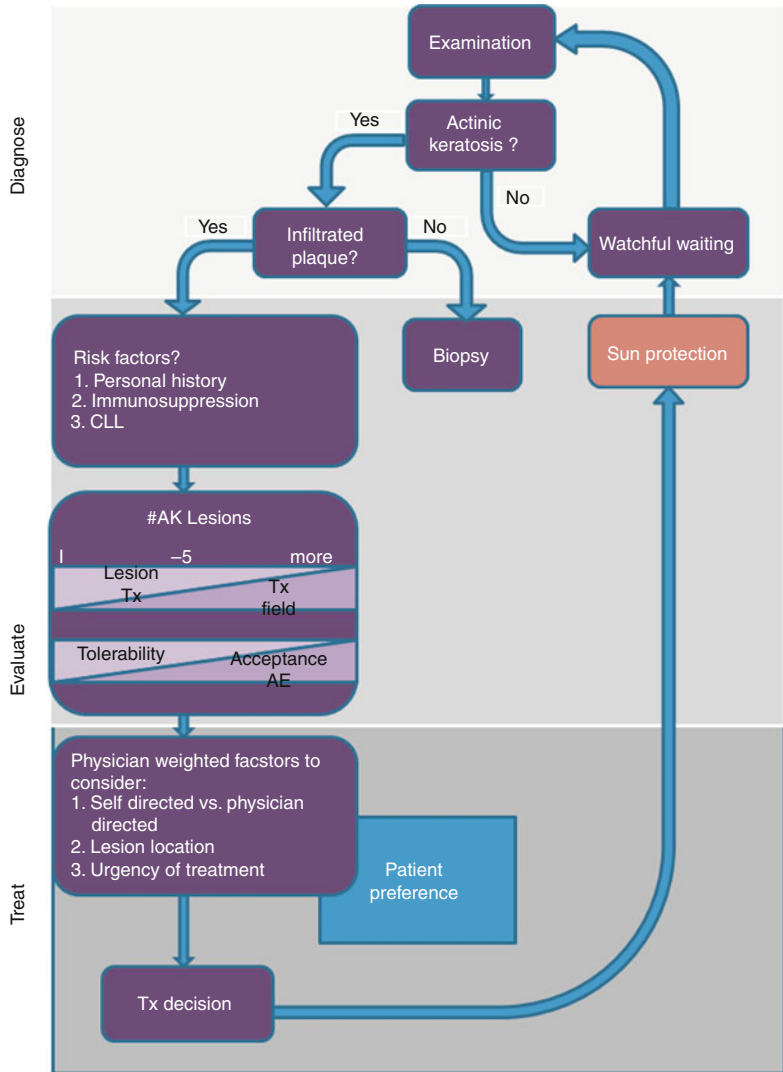 Diagnose
Examination
Yes
Actinic
keratosis ?
No
Yes
Infiltrated
plaque?
No
Watchful waiting
Evaluate
Risk factors?
1. Personal history
2. Immunosuppression
3. CLL
Biopsy
Sun protection
#AK Lesions
I –5 more
Lesion
Tx
Tx
field
Tolerability
Acceptance
AE
Treat
Physician weighted facstors to
consider:
1. Self directed vs. physician
directed
2. Lesion location
3. Urgency of treatment
Patient
preference
Tx decision